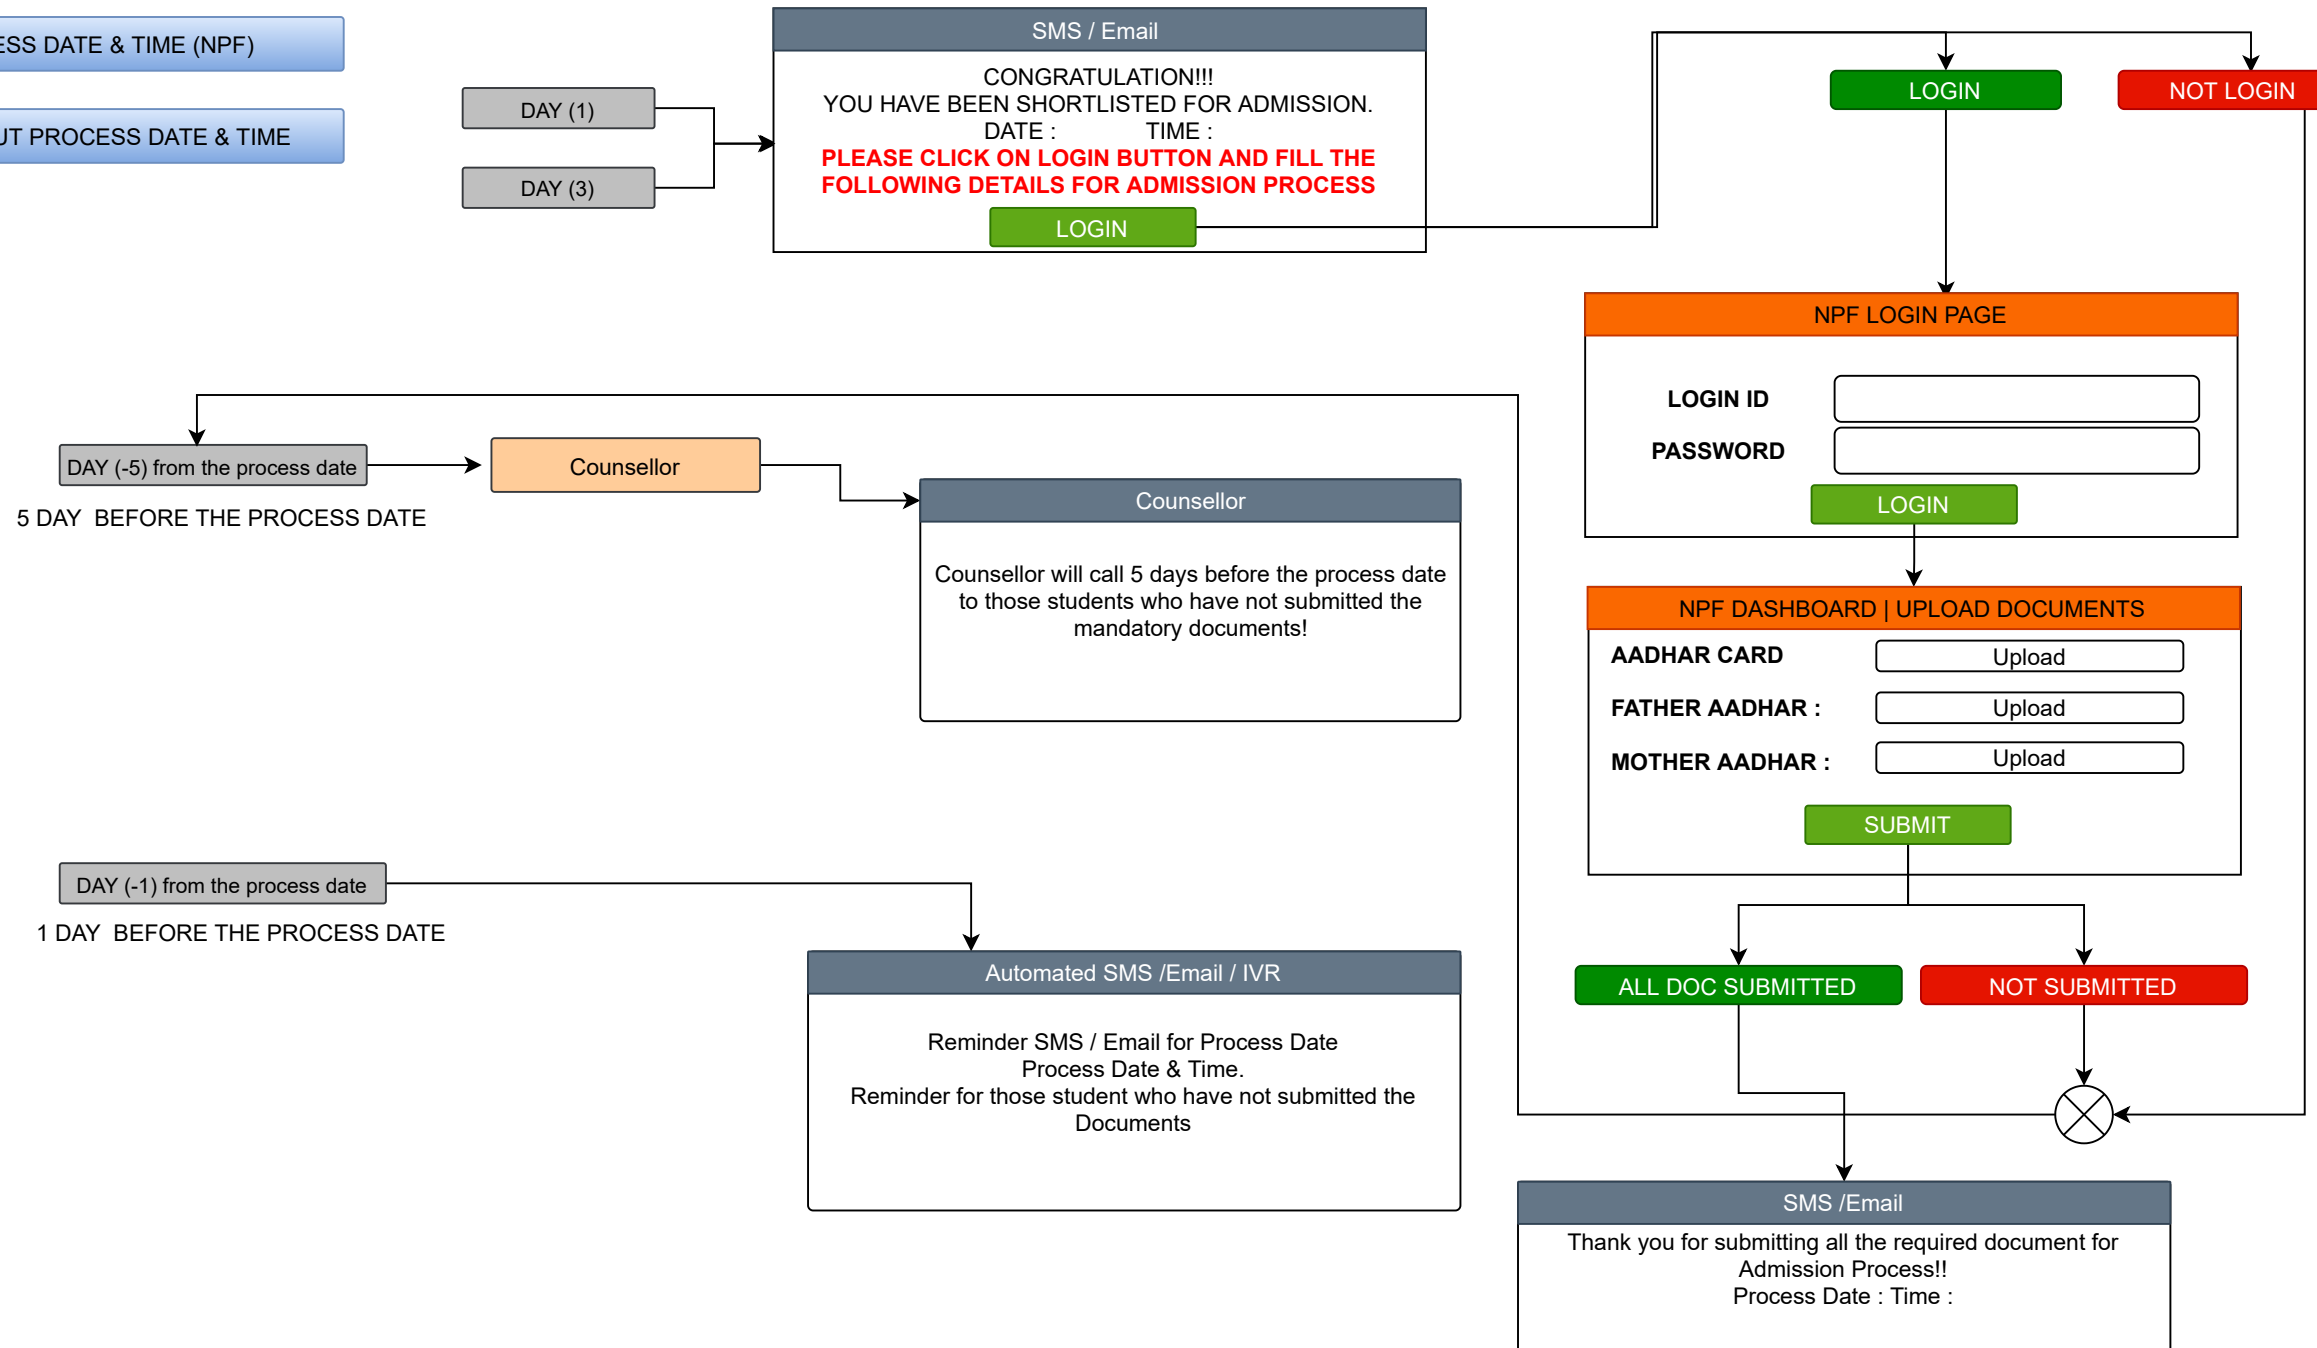 ESS DATE & TIME (NPF)
UT PROCESS DATE & TIME
DAY (1)
DAY (3)
SMS / Email
CONGRATULATION!!!
YOU HAVE BEEN SHORTLISTED FOR ADMISSION.
DATE : TIME :
PLEASE CLICK ON LOGIN BUTTON AND FILL THE
FOLLOWING DETAILS FOR ADMISSION PROCESS
LOGIN
LOGIN
NOT LOGIN
NPF LOGIN PAGE
LOGIN ID
PASSWORD
LOGIN
DAY (-5) from the process date
5 DAY BEFORE THE PROCESS DATE
Counsellor
Counsellor
Counsellor will call 5 days before the process date
to those students who have not submitted the
mandatory documents!
NPF DASHBOARD | UPLOAD DOCUMENTS
AADHAR CARD
Upload
FATHER AADHAR :
Upload
MOTHER AADHAR :
Upload
SUBMIT
DAY (-1) from the process date
1 DAY BEFORE THE PROCESS DATE
Automated SMS /Email / IVR
Reminder SMS / Email for Process Date
Process Date & Time.
Reminder for those student who have not submitted the
Documents
ALL DOC SUBMITTED
NOT SUBMITTED
SMS /Email
Thank you for submitting all the required document for
Admission Process!!
Process Date : Time :